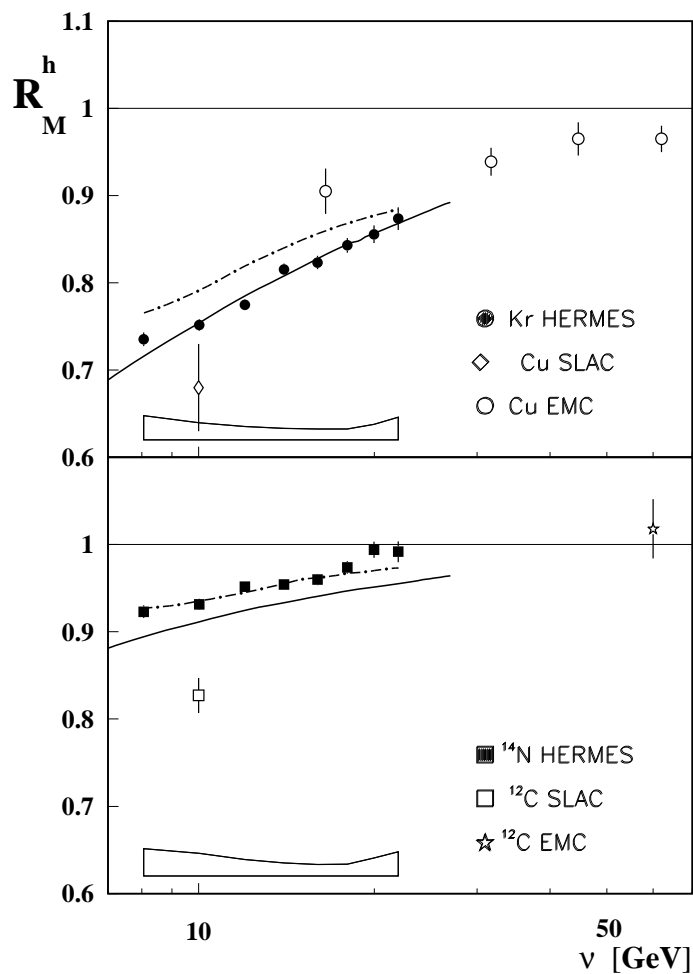 1.1
R_M^h
1
0.9
0.8
Kr HERMES
0.7
Cu SLAC
Cu EMC
0.6
1
0.9
0.8
¹⁴N HERMES
¹²C SLAC
0.7
¹²C EMC
0.6
10
50
ν [GeV]